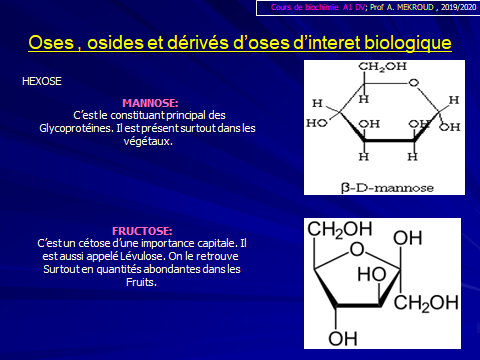 Cours de biochimie A1 DV; Prof A. MEKROUD , 2019/2020
Oses , osides et dérivés d'oses d'interet biologique
HEXOSE
MANNOSE:
C'est le constituant principal des
Glycoprotéines. Il est présent surtout dans les
végétaux.
CH₂OH
O
H
H
H
HO
OH
OH
OH
H
H
H
β-D-mannose
FRUCTOSE:
C'est un cétose d'une importance capitale. Il
est aussi appelé Lévulose. On le retrouve
Surtout en quantités abondantes dans les
Fruits.
CH₂OH
OH
O
HO
CH₂OH
OH